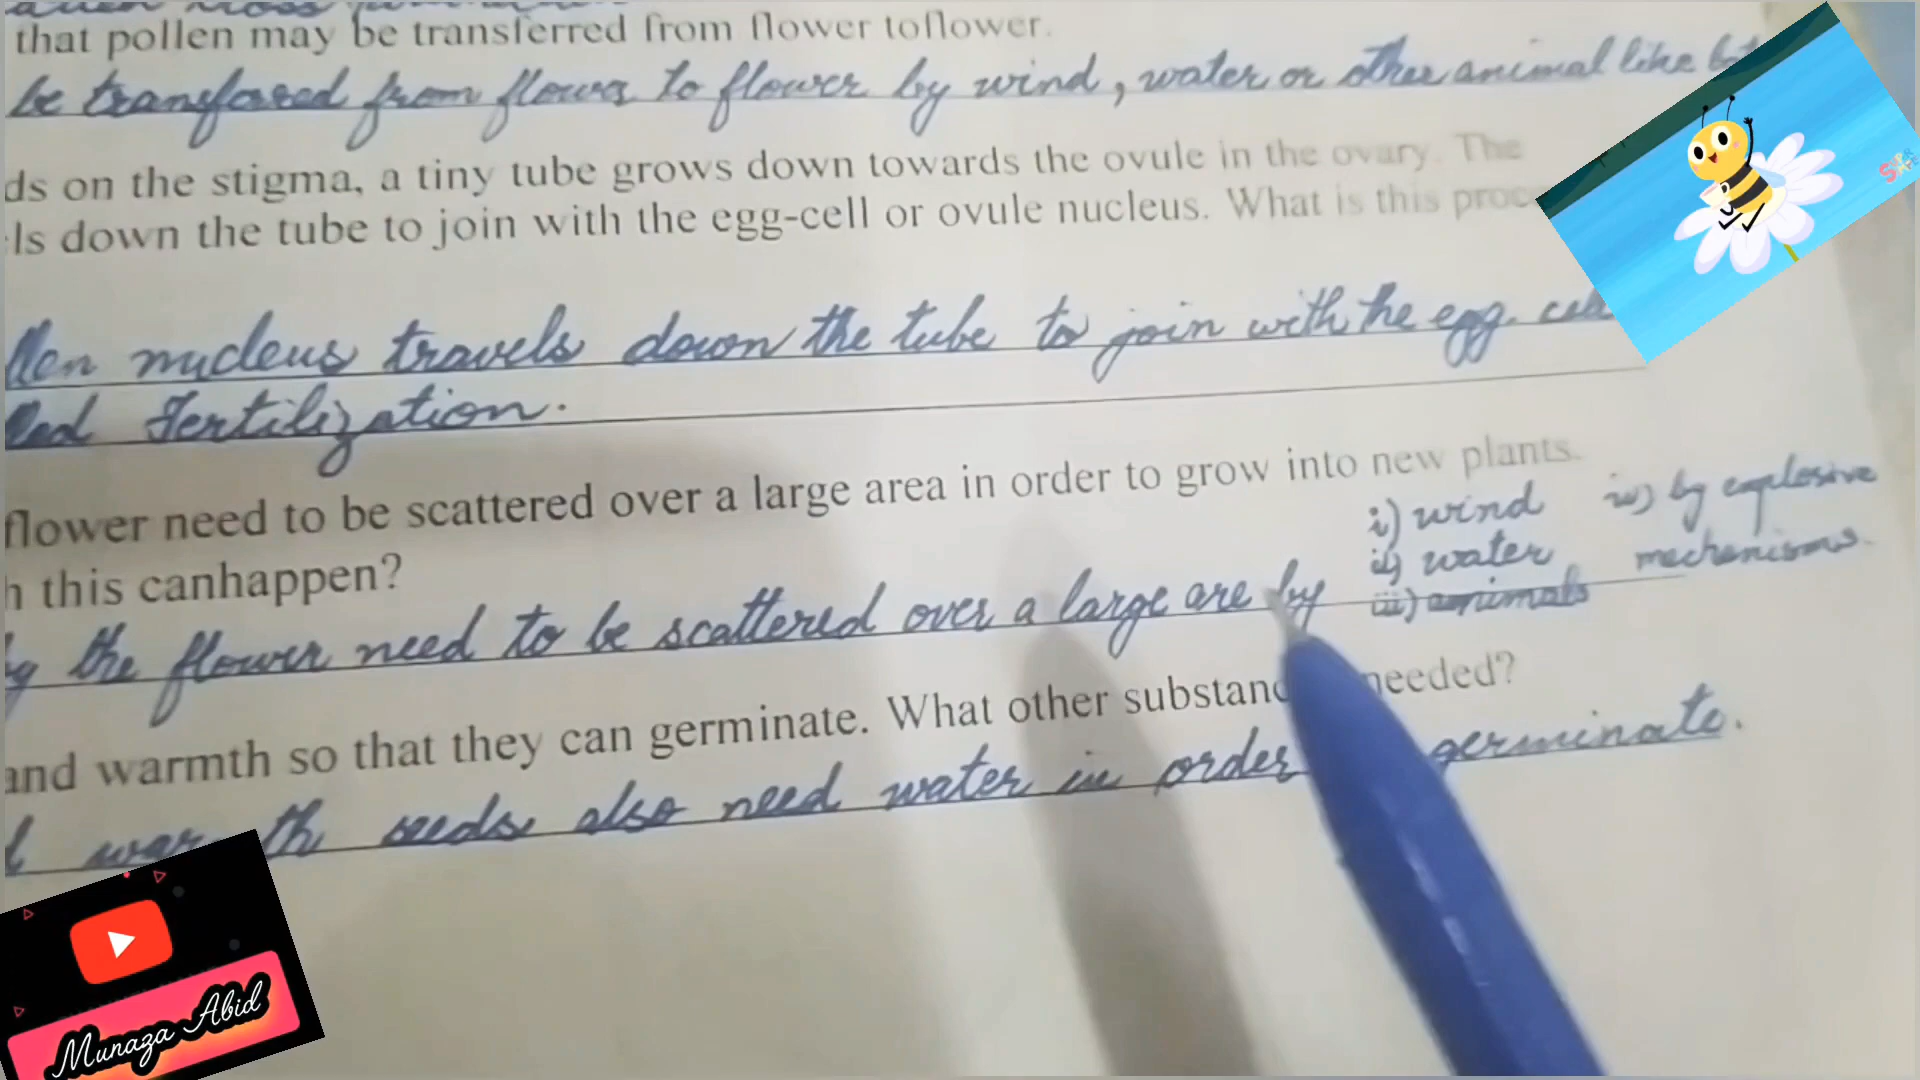 that pollen may be transferred from flower toflower.
be transfored from flower to flower by wind, water or other animal like
ds on the stigma, a tiny tube grows down towards the ovule in the ovary. The
ls down the tube to join with the egg-cell or ovule nucleus. What is this proc
llen nucleus travels down the tube to join with the egg. cell
led Fertilization.
flower need to be scattered over a large area in order to grow into new plants.
h this canhappen?
i) wind iv) by explosive
ii) water mechanisms.
by the flower need to be scattered over a large are by iii) animals
and warmth so that they can germinate. What other substanc needed?
warmth seeds also need water in order germinate.
Munaza Abid